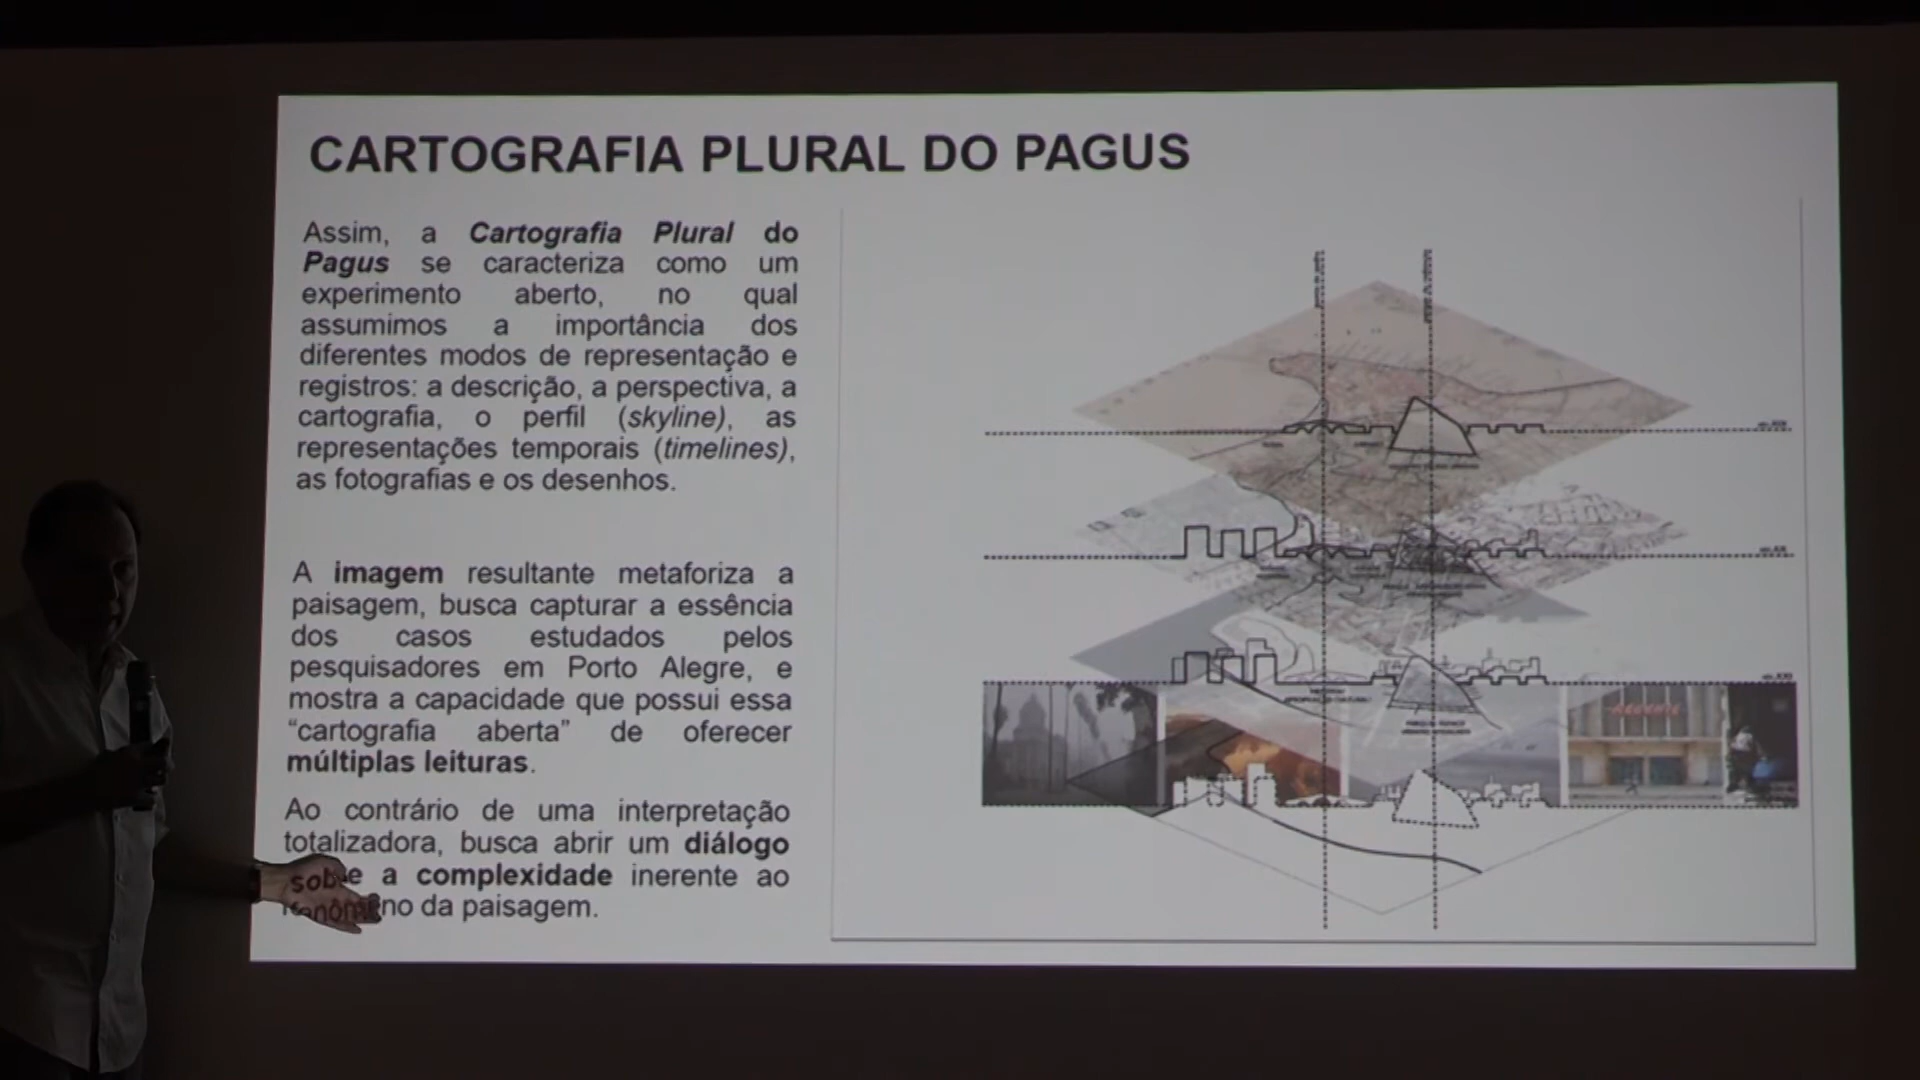 CARTOGRAFIA PLURAL DO PAGUS
Assim, a Cartografia Plural do
Pagus se caracteriza como um
experimento aberto, no qual
assumimos a importância dos
diferentes modos de representação e
registros: a descrição, a perspectiva, a
cartografia, o perfil (skyline), as
representações temporais (timelines),
as fotografias e os desenhos.
A imagem resultante metaforiza a
paisagem, busca capturar a essência
dos casos estudados pelos
pesquisadores em Porto Alegre, e
mostra a capacidade que possui essa
“cartografia aberta” de oferecer
múltiplas leituras.
Ao contrário de uma interpretação
totalizadora, busca abrir um diálogo
sobre a complexidade inerente ao
fenômeno da paisagem.